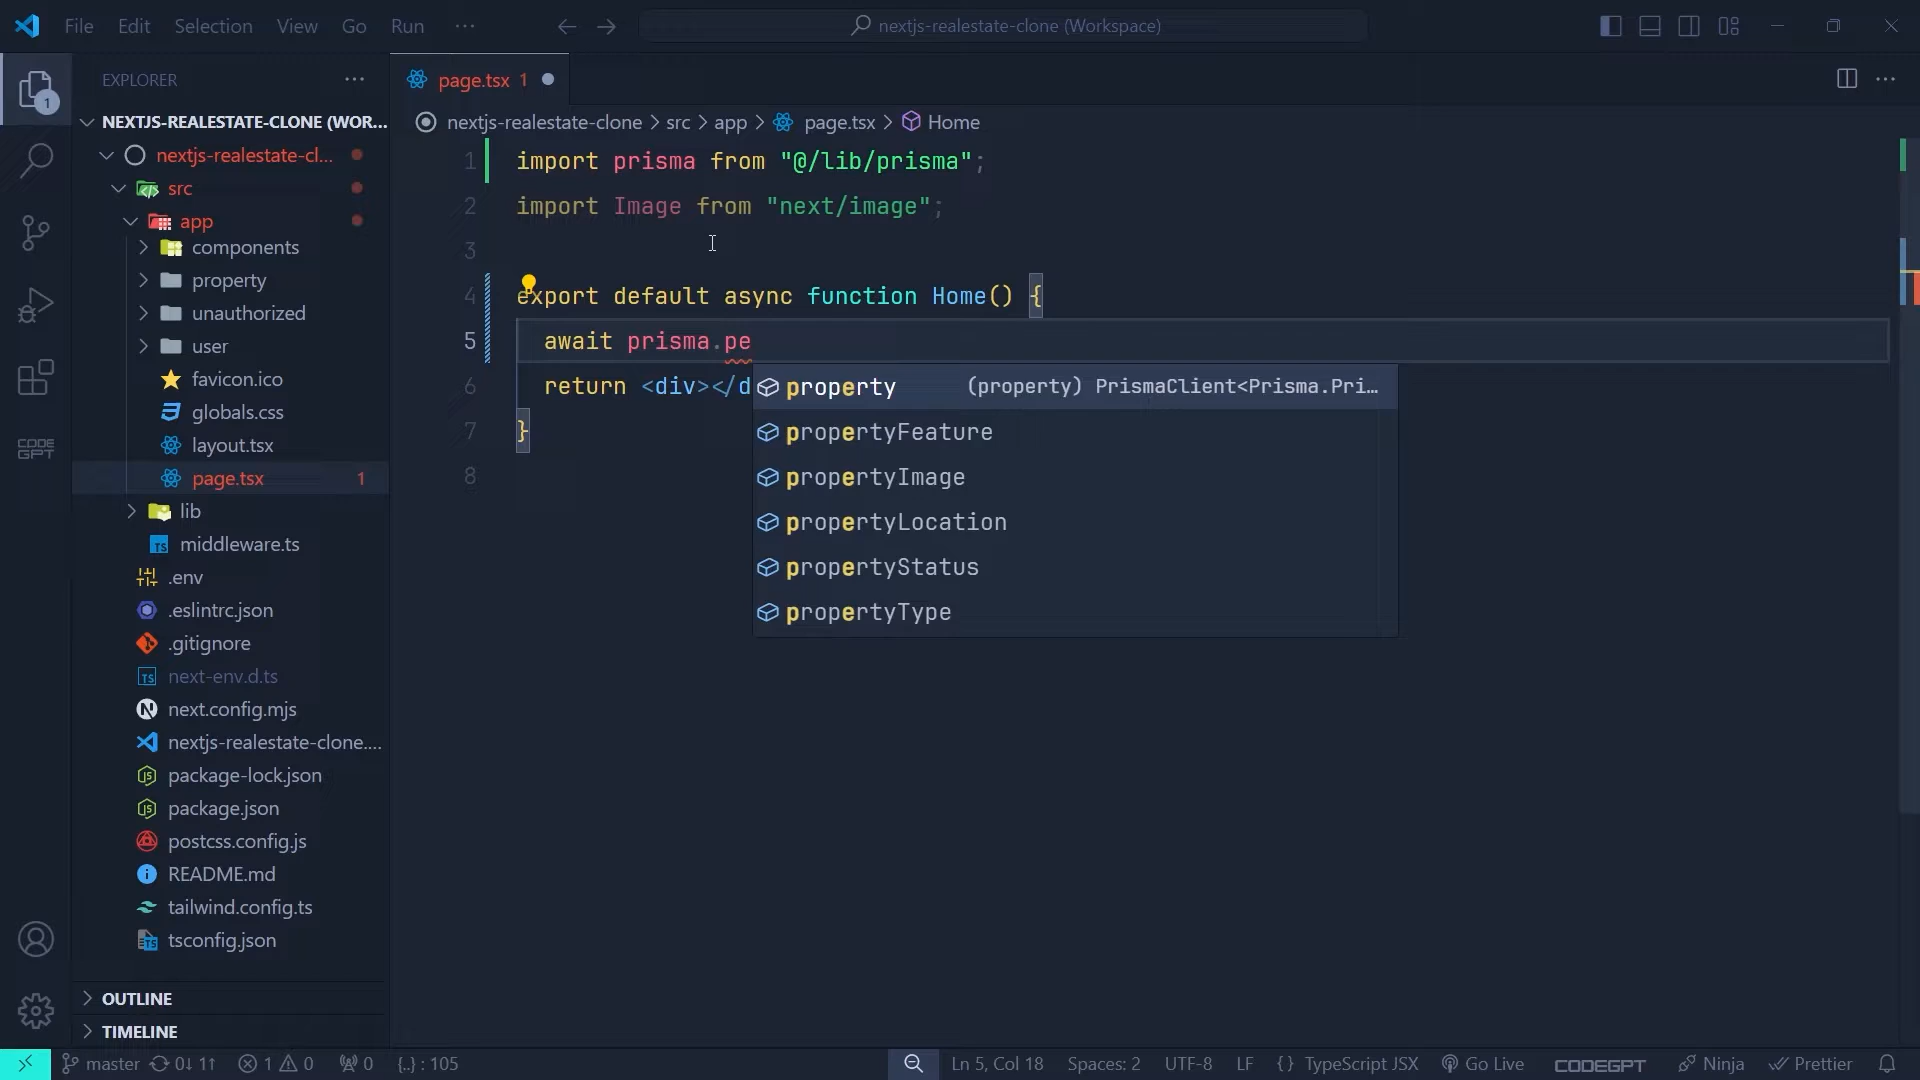 File Edit Selection View Go Run ··· nextjs-realestate-clone (Workspace)
EXPLORER ···
page.tsx 1
1
nextjs-realestate-clone > src > app > page.tsx > Home
NEXTJS-REALESTATE-CLONE (WOR...
nextjs-realestate-cl...
src
app
components
property
unauthorized
user
favicon.ico
globals.css
layout.tsx
page.tsx 1
lib
middleware.ts
.env
.eslintrc.json
.gitignore
next-env.d.ts
next.config.mjs
nextjs-realestate-clone....
package-lock.json
package.json
postcss.config.js
README.md
tailwind.config.ts
tsconfig.json
OUTLINE
TIMELINE
CODE
GPT
1 import prisma from "@/lib/prisma";
2 import Image from "next/image";
3
4 export default async function Home() {
5 await prisma.pe
6 return <div></d
7 }
8
property (property) PrismaClient<Prisma.Pri...
propertyFeature
propertyImage
propertyLocation
propertyStatus
propertyType
master 0↓ 1↑ 1 0 0 {..} : 105 Ln 5, Col 18 Spaces: 2 UTF-8 LF {} TypeScript JSX Go Live CODEGPT Ninja Prettier